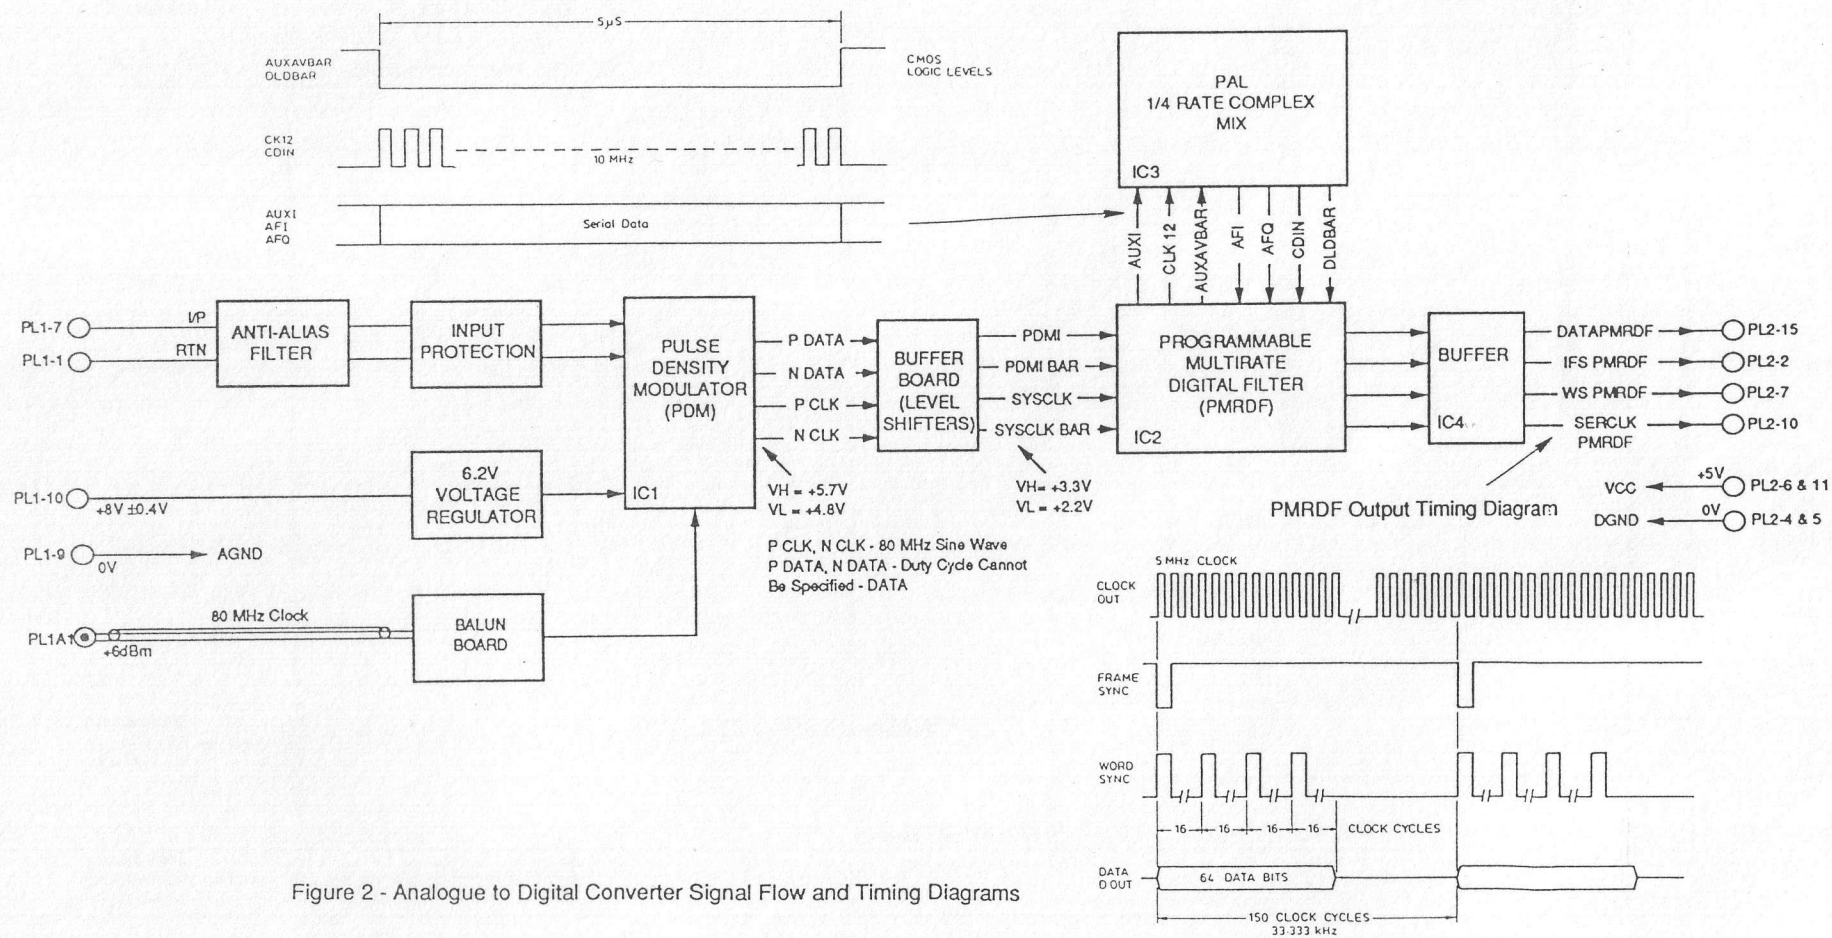 5µS
AUXAVBAR
DLDBAR
CMOS
LOGIC LEVELS
CK12
CDIN
10 MHz
AUXI
AFI
AFQ
Serial Data
PAL
1/4 RATE COMPLEX
MIX
IC3
AUXI
CLK 12
AUXAVBAR
AFI
AFQ
CDIN
DLDBAR
PL1-7
I/P
PL1-1
RTN
ANTI-ALIAS
FILTER
INPUT
PROTECTION
PULSE
DENSITY
MODULATOR
(PDM)
IC1
P DATA
N DATA
P CLK
N CLK
BUFFER
BOARD
(LEVEL
SHIFTERS)
PDMI
PDMI BAR
SYSCLK
SYSCLK BAR
PROGRAMMABLE
MULTIRATE
DIGITAL FILTER
(PMRDF)
IC2
BUFFER
IC4
DATAPMRDF
PL2-15
IFS PMRDF
PL2-2
WS PMRDF
PL2-7
SERCLK
PMRDF
PL2-10
PL1-10
+8V ±0.4V
6.2V
VOLTAGE
REGULATOR
VH = +5.7V
VL = +4.8V
VH = +3.3V
VL = +2.2V
PMRDF Output Timing Diagram
VCC
+5V
PL2-6 & 11
DGND
0V
PL2-4 & 5
PL1-9
0V
AGND
P CLK, N CLK - 80 MHz Sine Wave
P DATA, N DATA - Duty Cycle Cannot
Be Specified - DATA
PL1A1
80 MHz Clock
+6dBm
BALUN
BOARD
5 MHz CLOCK
CLOCK
OUT
FRAME
SYNC
WORD
SYNC
16
16
16
16
CLOCK CYCLES
DATA
D OUT
64 DATA BITS
150 CLOCK CYCLES
33.333 kHz
Figure 2 - Analogue to Digital Converter Signal Flow and Timing Diagrams